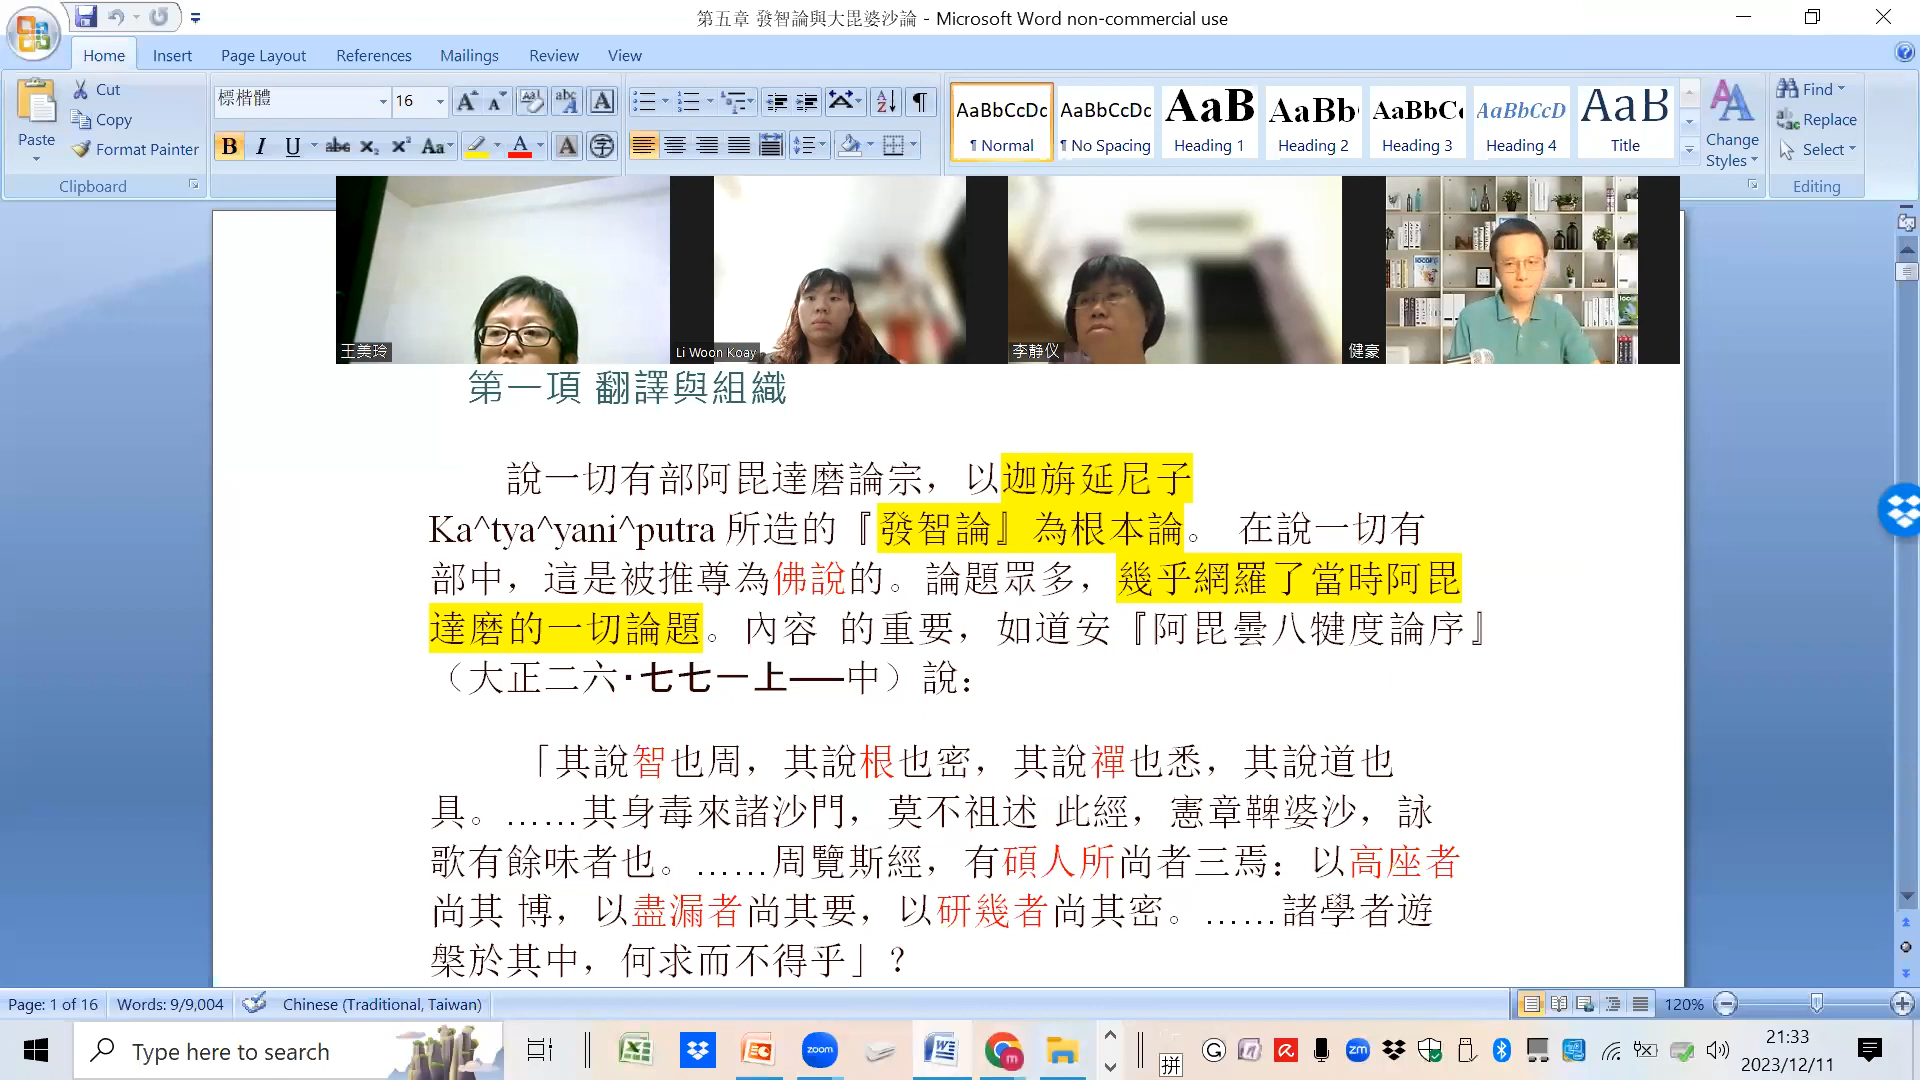 第五章 發智論與大毘婆沙論 - Microsoft Word non-commercial use
Home Insert Page Layout References Mailings Review View
Paste
Cut
Copy
Format Painter
Clipboard
標楷體 16
AaBbCcDc AaBbCcDc AaB AaBb AaBbCc AaBbCcD AaB
¶ Normal ¶ No Spacing Heading 1 Heading 2 Heading 3 Heading 4 Title
Change
Styles
Find
Replace
Select
Editing
王美玲 Li Woon Koay 李静仪 健豪
第一項 翻譯與組織
說一切有部阿毘達磨論宗，以迦旃延尼子
Ka^tya^yani^putra 所造的『發智論』為根本論。 在說一切有
部中，這是被推尊為佛說的。論題眾多，幾乎網羅了當時阿毘
達磨的一切論題。內容 的重要，如道安『阿毘曇八犍度論序』
（大正二六·七七一上──中）說：
「其說智也周，其說根也密，其說禪也悉，其說道也
具。……其身毒來諸沙門，莫不祖述 此經，憲章鞞婆沙，詠
歌有餘味者也。……周覽斯經，有碩人所尚者三焉：以高座者
尚其 博，以盡漏者尚其要，以研幾者尚其密。……諸學者遊
槃於其中，何求而不得乎」？
Page: 1 of 16 Words: 9/9,004 Chinese (Traditional, Taiwan) 120%
Type here to search
zoom
拼
zm
21:33
2023/12/11